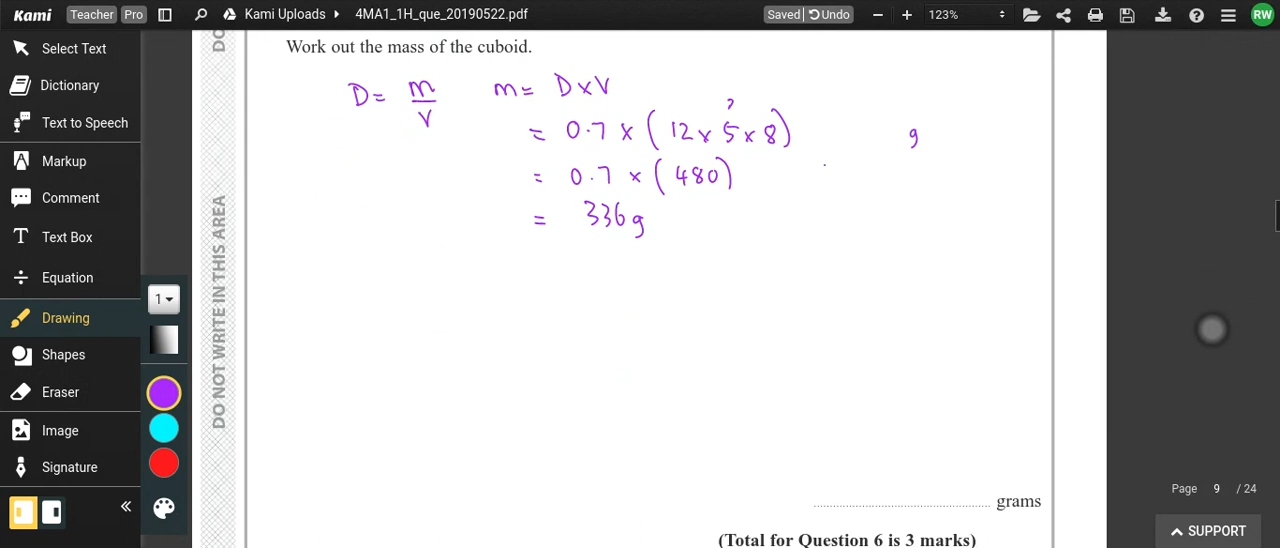 Kami Teacher Pro Kami Uploads 4MA1_1H_que_20190522.pdf Saved Undo 123% RW
Select Text
Dictionary
Text to Speech
Markup
Comment
Text Box
Equation
Drawing
Shapes
Eraser
Image
Signature
1
DO NOT WRITE IN THIS AREA
DO
Work out the mass of the cuboid.
D = m/V m = D × V
= 0.7 × ( 12 × 5 × 8 )
g
= 0.7 × ( 480 )
= 336 g
grams
(Total for Question 6 is 3 marks)
Page 9 / 24
SUPPORT